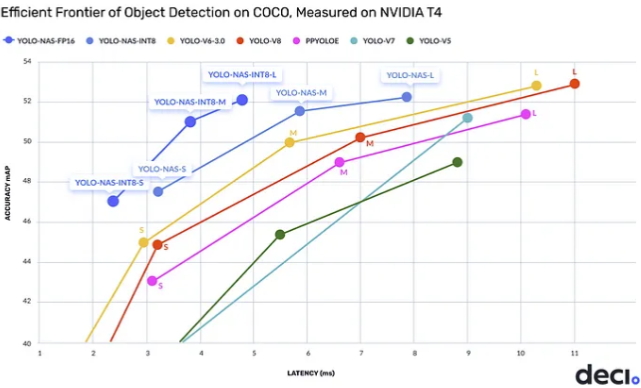 Efficient Frontier of Object Detection on COCO, Measured on NVIDIA T4
YOLO-NAS-FP16 YOLO-NAS-INT8 YOLO-V6-3.0 YOLO-V8 PPYOLOE YOLO-V7 YOLO-V5
54
52
50
48
46
44
42
40
ACCURACY mAP
YOLO-NAS-INT8-L
YOLO-NAS-L
YOLO-NAS-M
YOLO-NAS-INT8-M
YOLO-NAS-S
YOLO-NAS-INT8-S
L
L
L
M
M
M
S
S
S
1 2 3 4 5 6 7 8 9 10 11
LATENCY (ms)
deci.